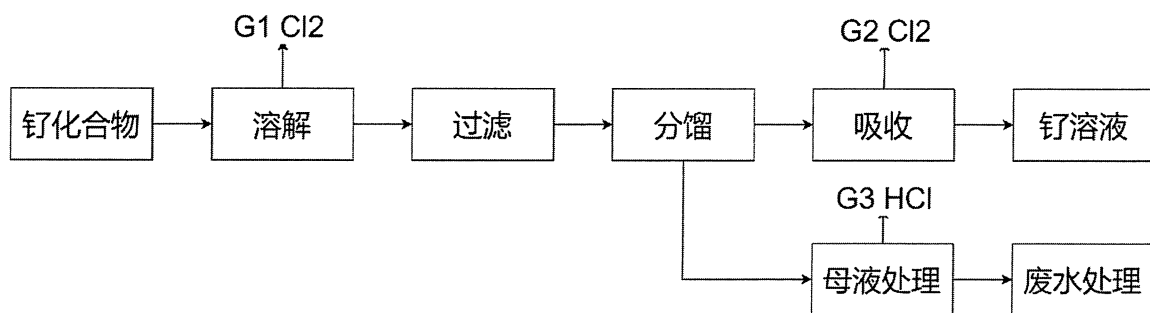 G1 Cl2
G2 Cl2
钌化合物
溶解
过滤
分馏
吸收
钌溶液
G3 HCl
母液处理
废水处理